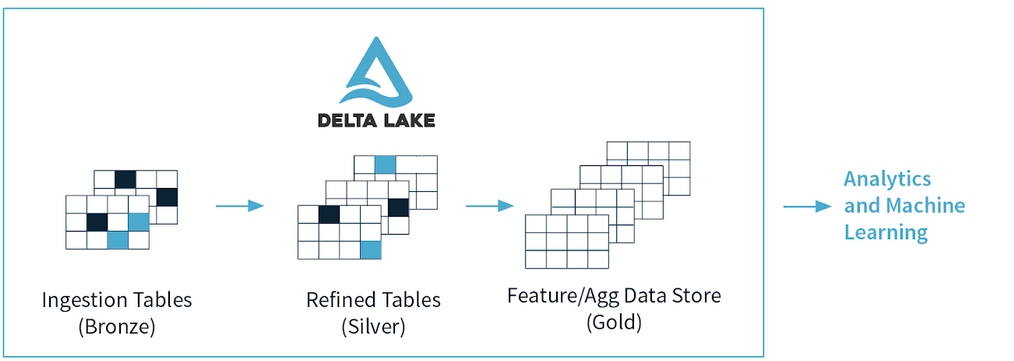 DELTA LAKE
Ingestion Tables
(Bronze)
Refined Tables
(Silver)
Feature/Agg Data Store
(Gold)
Analytics
and Machine
Learning